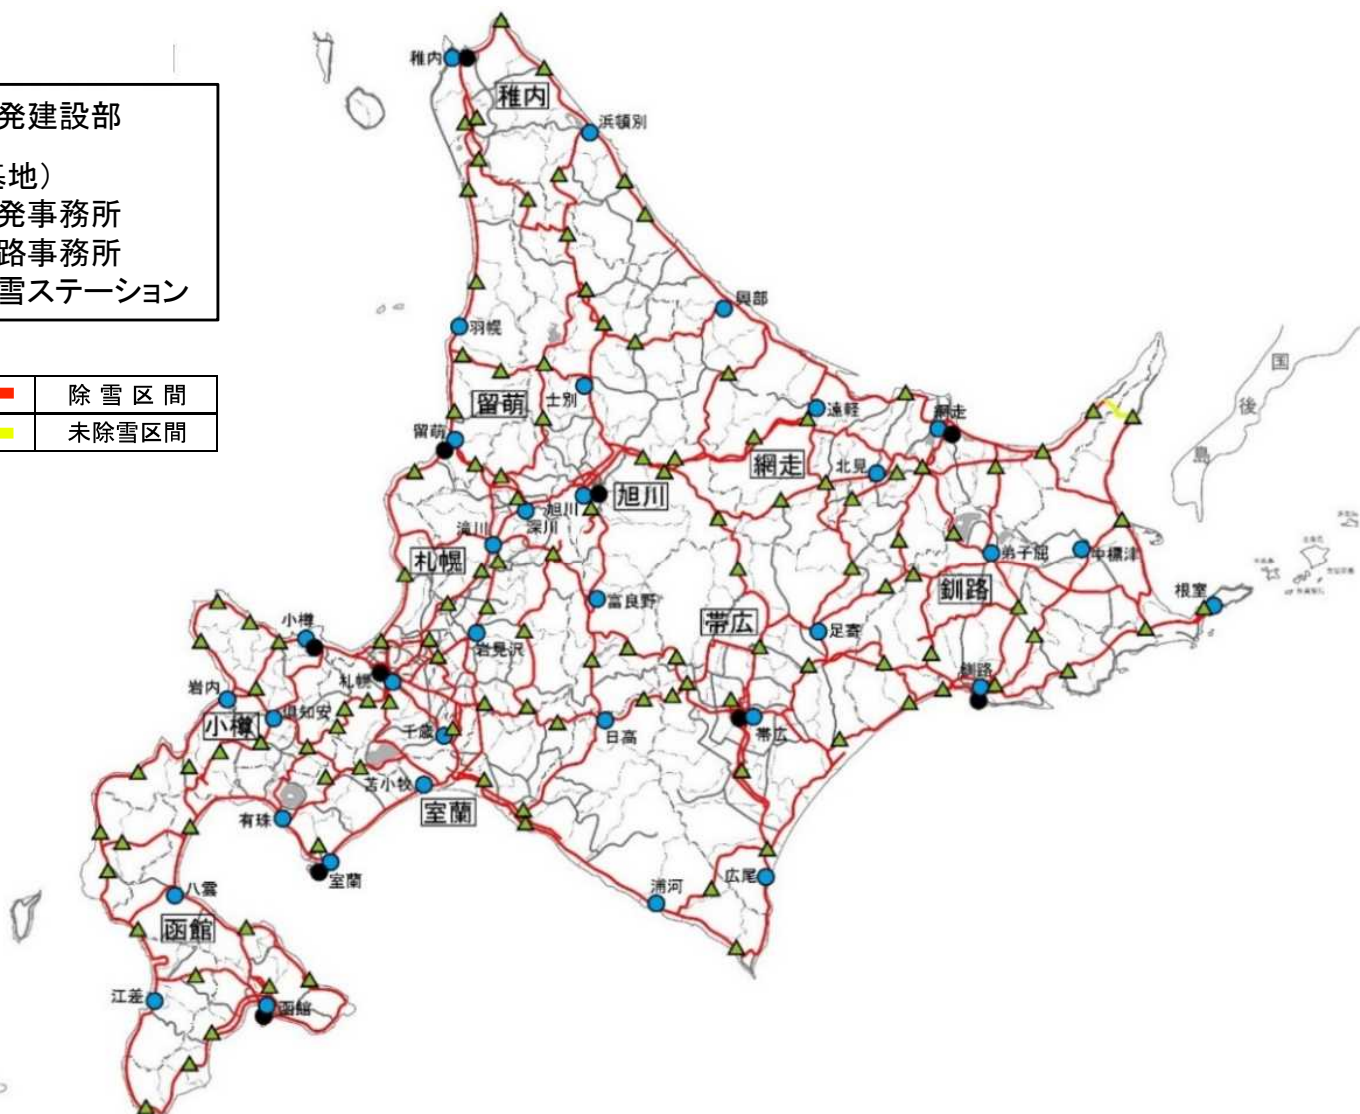 発建設部
基地）
発事務所
路事務所
雪ステーション
除雪区間
未除雪区間
稚内
稚内
浜頓別
羽幌
興部
留萌
士別
留萌
遠軽
網走
網走
北見
旭川
旭川
深川
滝川
札幌
弟子屈
中標津
釧路
根室
富良野
帯広
足寄
小樽
岩見沢
札幌
岩内
倶知安
小樽
釧路
千歳
日高
帯広
苫小牧
室蘭
有珠
室蘭
八雲
函館
浦河
広尾
江差
函館
国
後
島